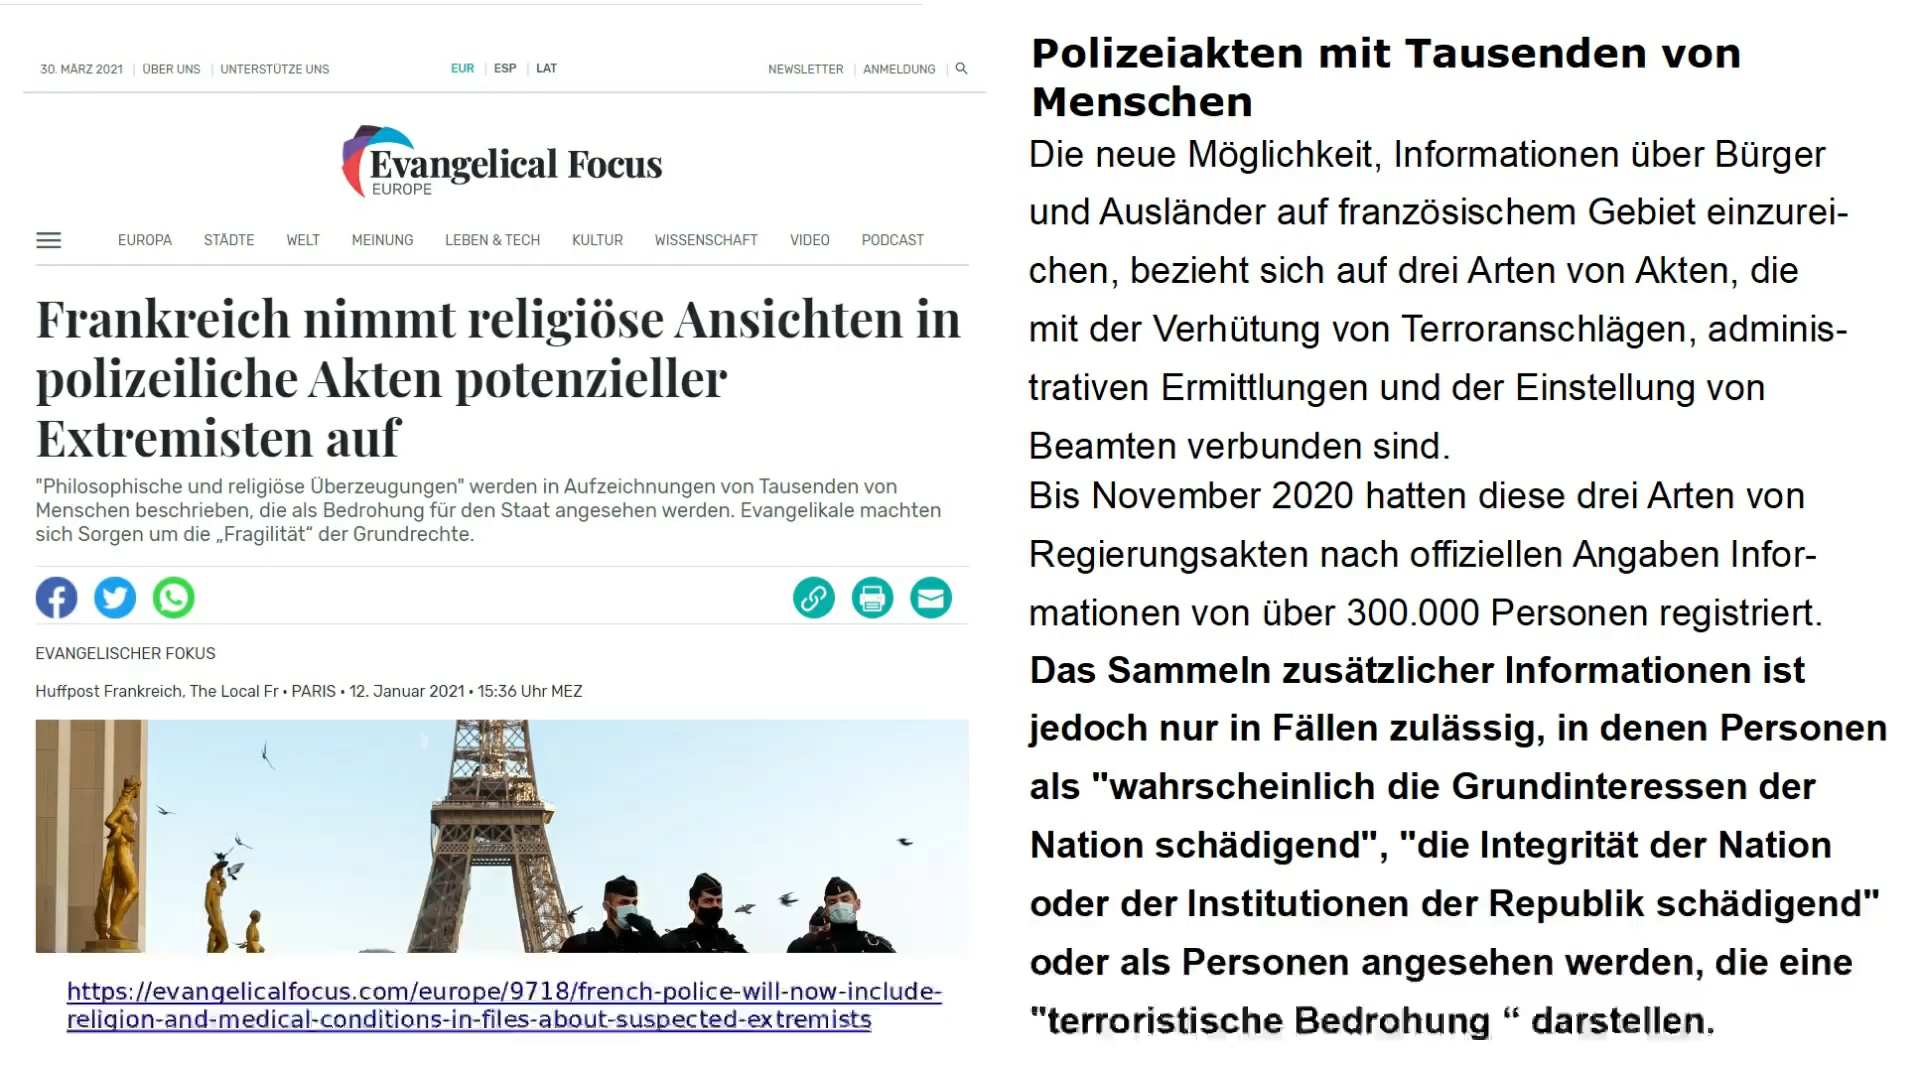 30. MÄRZ 2021 | ÜBER UNS | UNTERSTÜTZE UNS
EUR | ESP | LAT
NEWSLETTER | ANMELDUNG
Evangelical Focus
EUROPE
EUROPA STÄDTE WELT MEINUNG LEBEN & TECH KULTUR WISSENSCHAFT VIDEO PODCAST
Frankreich nimmt religiöse Ansichten in
polizeiliche Akten potenzieller
Extremisten auf
"Philosophische und religiöse Überzeugungen" werden in Aufzeichnungen von Tausenden von
Menschen beschrieben, die als Bedrohung für den Staat angesehen werden. Evangelikale machten
sich Sorgen um die „Fragilität“ der Grundrechte.
EVANGELISCHER FOKUS
Huffpost Frankreich, The Local Fr • PARIS • 12. Januar 2021 • 15:36 Uhr MEZ
https://evangelicalfocus.com/europe/9718/french-police-will-now-include-
religion-and-medical-conditions-in-files-about-suspected-extremists
Polizeiakten mit Tausenden von
Menschen
Die neue Möglichkeit, Informationen über Bürger
und Ausländer auf französischem Gebiet einzurei-
chen, bezieht sich auf drei Arten von Akten, die
mit der Verhütung von Terroranschlägen, adminis-
trativen Ermittlungen und der Einstellung von
Beamten verbunden sind.
Bis November 2020 hatten diese drei Arten von
Regierungsakten nach offiziellen Angaben Infor-
mationen von über 300.000 Personen registriert.
Das Sammeln zusätzlicher Informationen ist
jedoch nur in Fällen zulässig, in denen Personen
als "wahrscheinlich die Grundinteressen der
Nation schädigend", "die Integrität der Nation
oder der Institutionen der Republik schädigend"
oder als Personen angesehen werden, die eine
"terroristische Bedrohung “ darstellen.